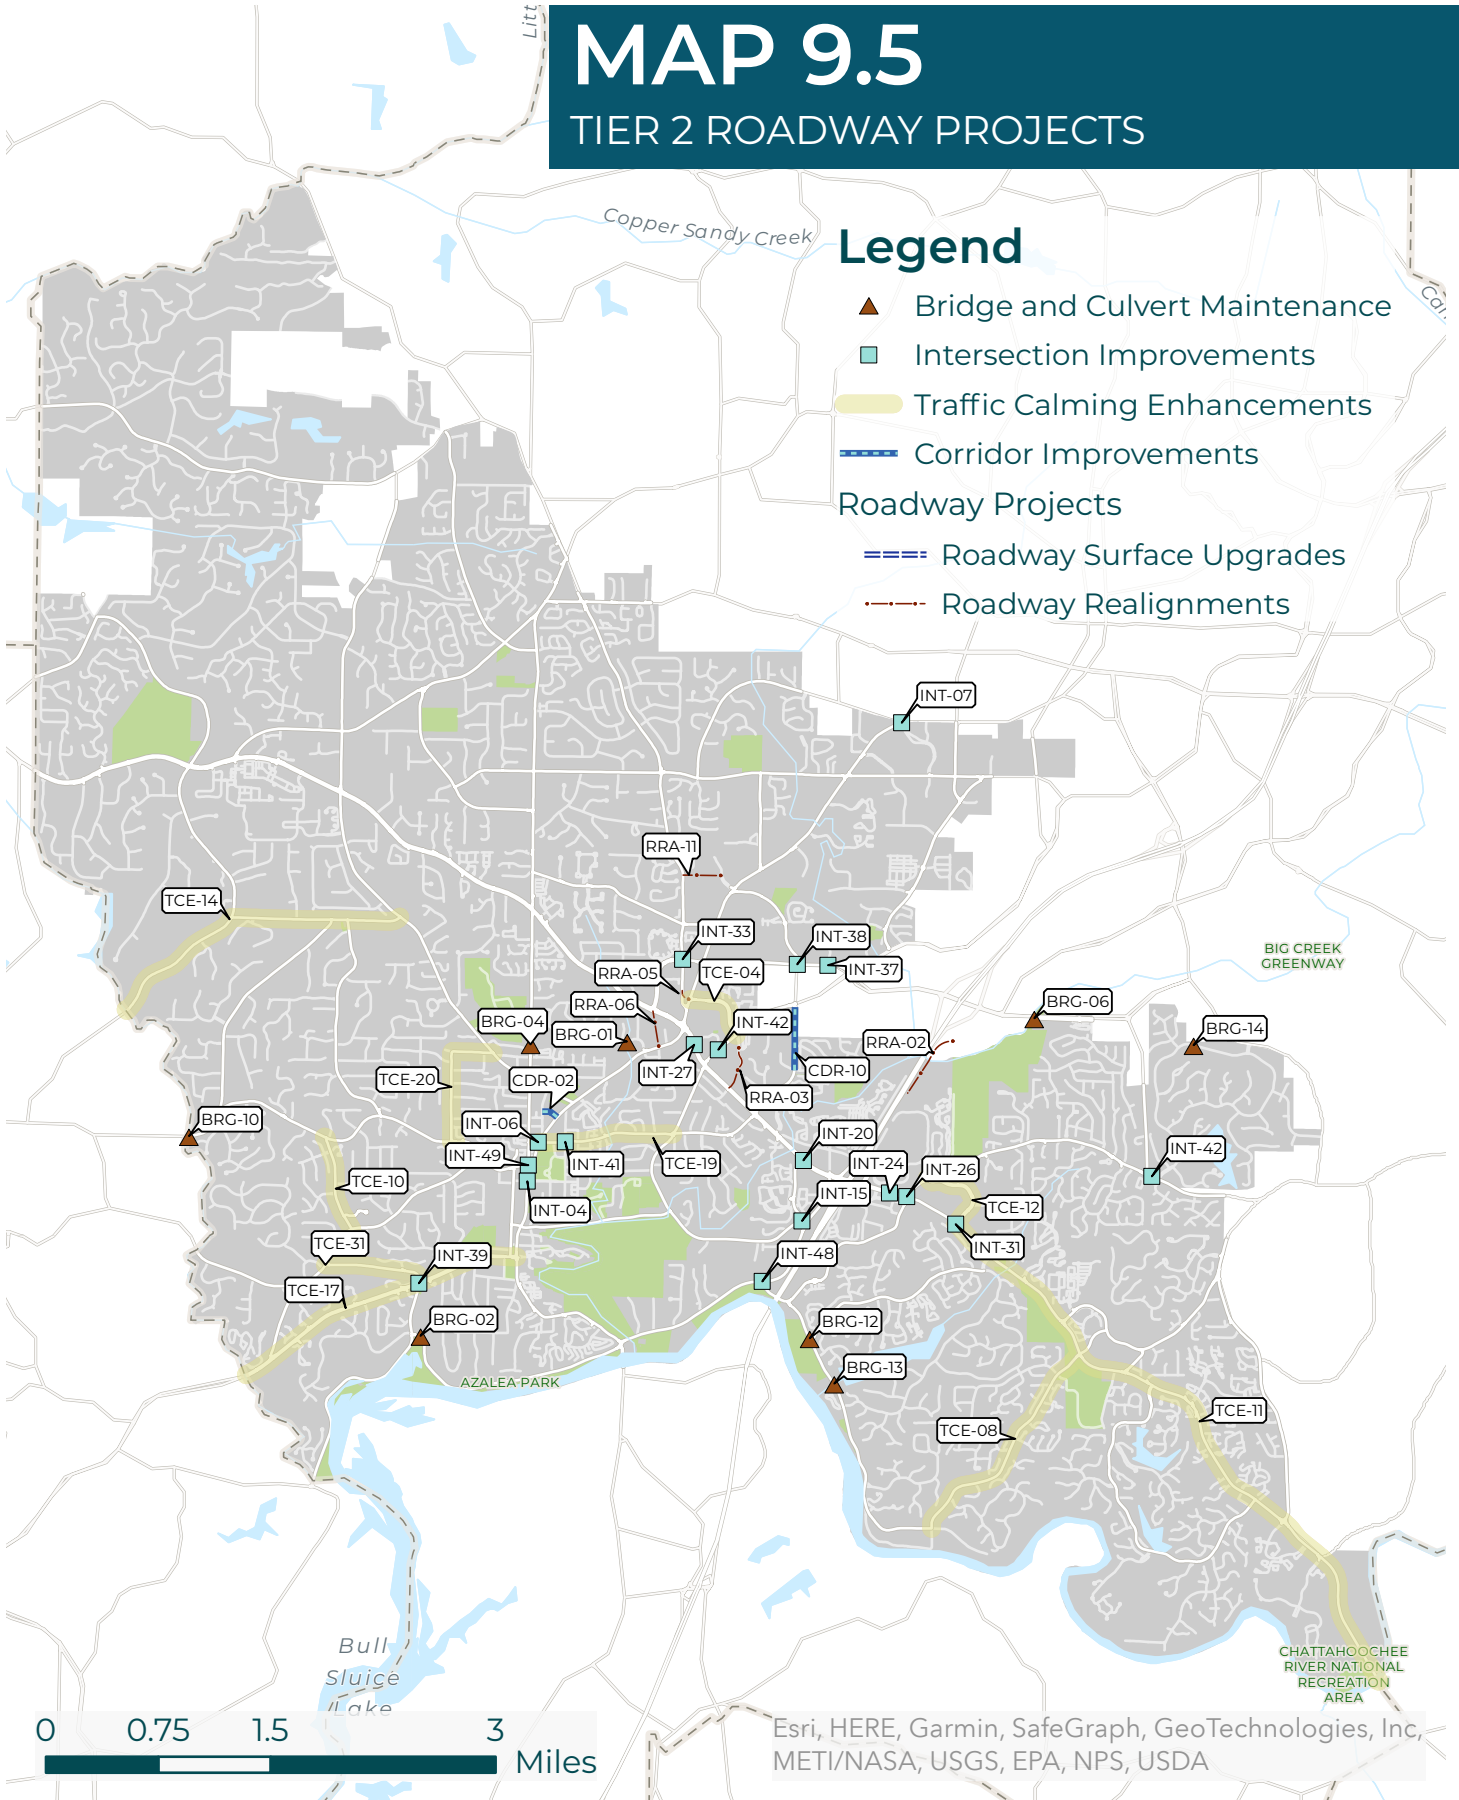 Litt
MAP 9.5
TIER 2 ROADWAY PROJECTS
Copper Sandy Creek
Legend
Bridge and Culvert Maintenance
Intersection Improvements
Traffic Calming Enhancements
Corridor Improvements
Roadway Projects
Roadway Surface Upgrades
Roadway Realignments
Can
INT-07
RRA-11
TCE-14
INT-33
INT-38
INT-37
BIG CREEK
GREENWAY
RRA-05
TCE-04
RRA-06
BRG-06
BRG-04
BRG-01
INT-42
BRG-14
RRA-02
INT-27
CDR-10
TCE-20
CDR-02
RRA-03
BRG-10
INT-06
INT-20
INT-49
INT-41
TCE-19
INT-24
INT-26
INT-42
TCE-10
INT-04
INT-15
TCE-12
TCE-31
INT-39
INT-48
INT-31
TCE-17
BRG-02
BRG-12
BRG-13
AZALEA PARK
TCE-08
TCE-11
Bull
Sluice
Lake
CHATTAHOOCHEE
RIVER NATIONAL
RECREATION
AREA
0 0.75 1.5 3
Miles
Esri, HERE, Garmin, SafeGraph, GeoTechnologies, Inc,
METI/NASA, USGS, EPA, NPS, USDA